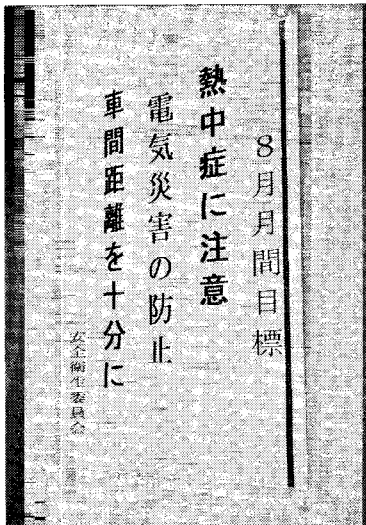 8月月間目標
熱中症に注意
電気災害の防止
車間距離を十分に
安全衛生委員会